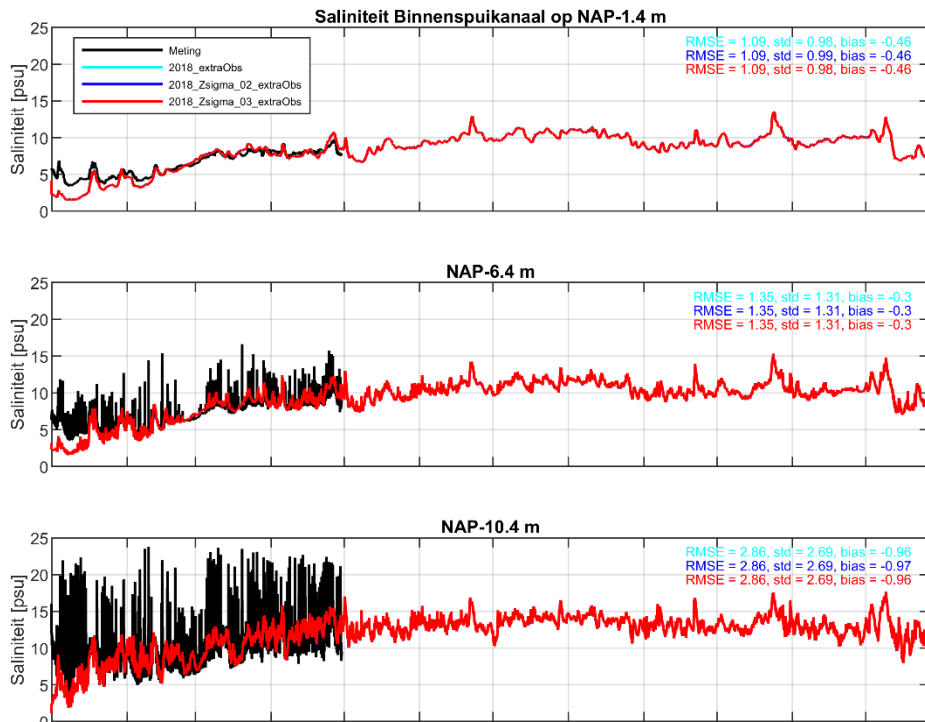 Saliniteit Binnenspuikanaal op NAP-1.4 m
25
20
15
10
5
0
Saliniteit [psu]
Meting
2018_extraObs
2018_Zsigma_02_extraObs
2018_Zsigma_03_extraObs
RMSE = 1.09, std = 0.98, bias = -0.46
RMSE = 1.09, std = 0.99, bias = -0.46
RMSE = 1.09, std = 0.98, bias = -0.46
NAP-6.4 m
25
20
15
10
5
0
Saliniteit [psu]
RMSE = 1.35, std = 1.31, bias = -0.3
RMSE = 1.35, std = 1.31, bias = -0.3
RMSE = 1.35, std = 1.31, bias = -0.3
NAP-10.4 m
25
20
15
10
5
0
Saliniteit [psu]
RMSE = 2.86, std = 2.69, bias = -0.96
RMSE = 2.86, std = 2.69, bias = -0.97
RMSE = 2.86, std = 2.69, bias = -0.96